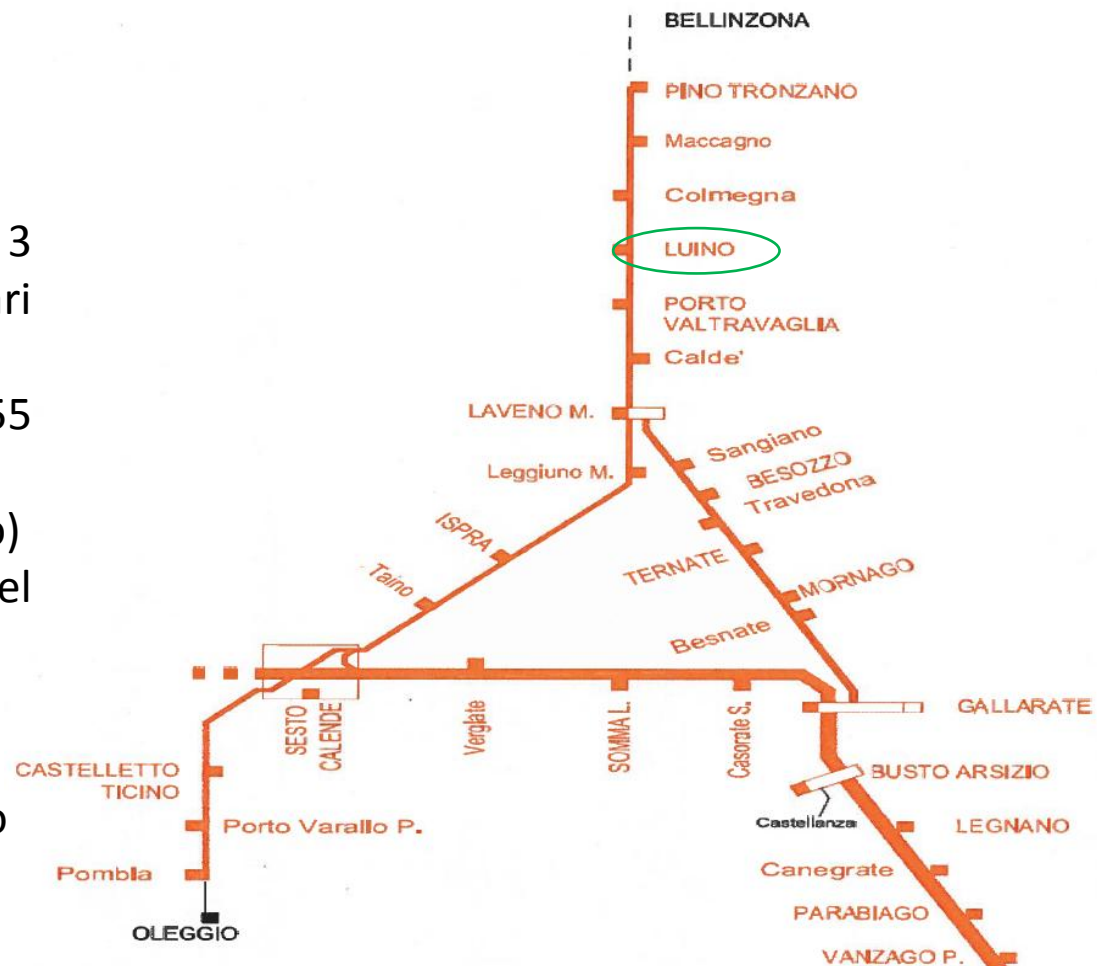 3
ri
55
o)
el
o
BELLINZONA
PINO TRONZANO
Maccagno
Colmegna
LUINO
PORTO
VALTRAVAGLIA
Calde'
LAVENO M.
Leggiuno M.
Sangiano
BESOZZO
Travedona
ISPRA
Taino
TERNATE
MORNAGO
Besnate
SESTO
CALENDE
Vergiate
SOMMA L.
Casorate S.
GALLARATE
CASTELLETTO
TICINO
BUSTO ARSIZIO
Castellanza
Porto Varallo P.
LEGNANO
Pombia
Canegrate
PARABIAGO
OLEGGIO
VANZAGO P.